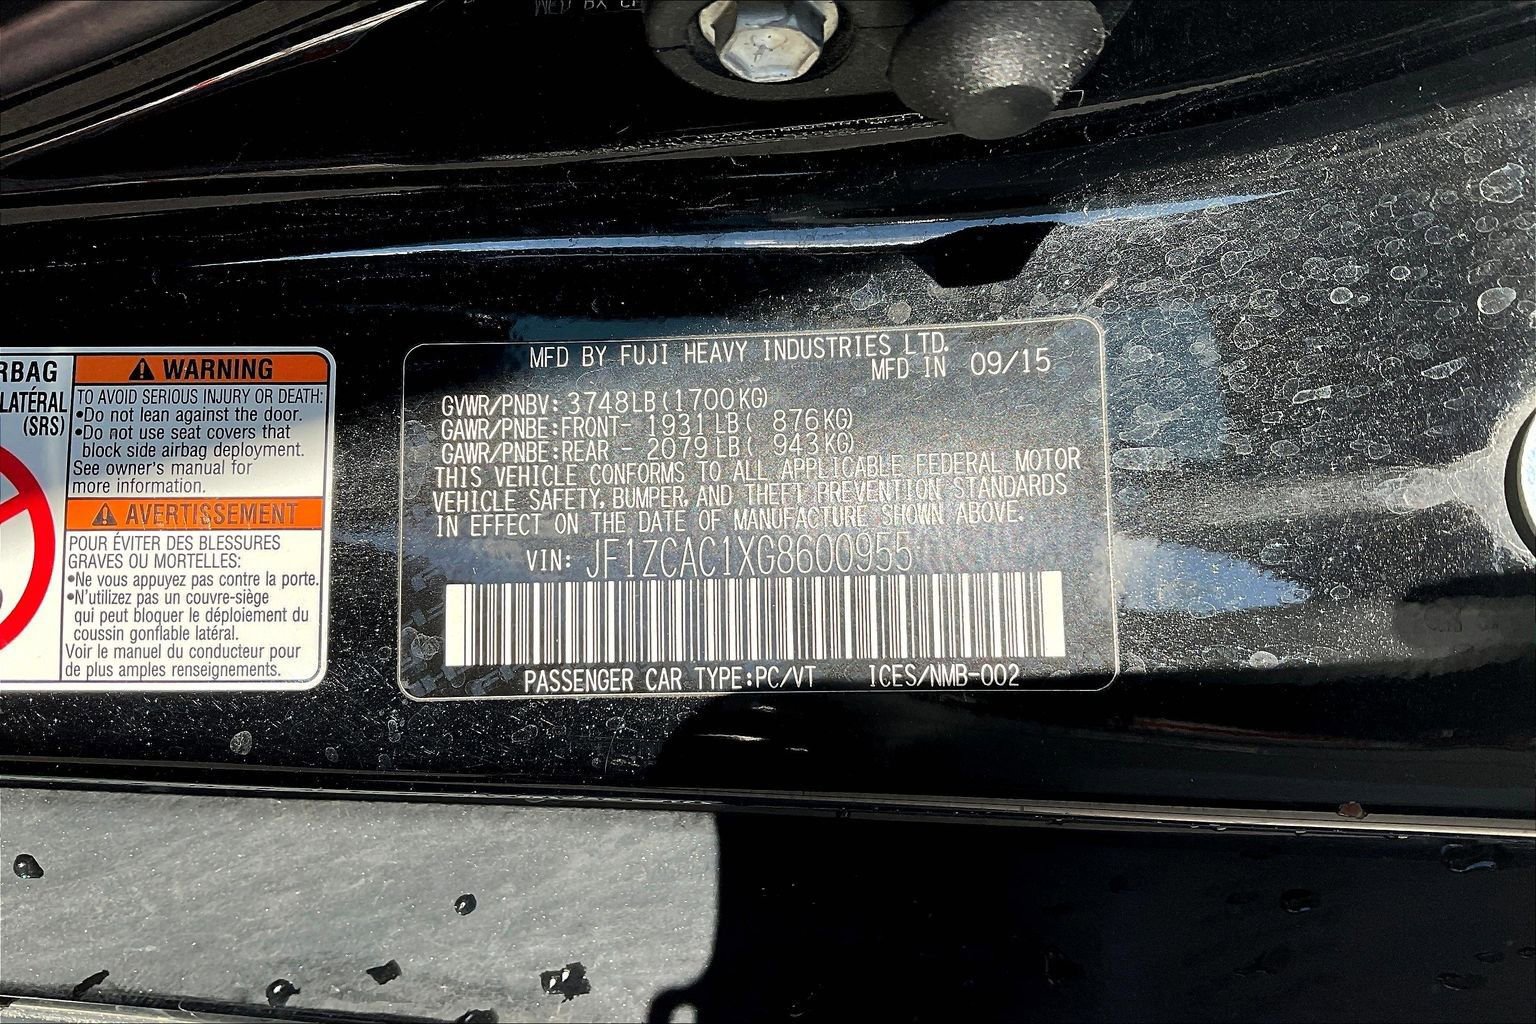 RBAG
LATÉRAL
(SRS)
WARNING
TO AVOID SERIOUS INJURY OR DEATH:
•Do not lean against the door.
•Do not use seat covers that
block side airbag deployment.
See owner's manual for
more information.
AVERTISSEMENT
POUR ÉVITER DES BLESSURES
GRAVES OU MORTELLES:
•Ne vous appuyez pas contre la porte.
•N'utilizez pas un couvre-siège
qui peut bloquer le déploiement du
coussin gonflable latéral.
Voir le manuel du conducteur pour
de plus amples renseignements.
MFD BY FUJI HEAVY INDUSTRIES LTD.
MFD IN 09/15
GVWR/PNBV: 3748LB(1700KG)
GAWR/PNBE:FRONT- 1931LB( 876KG)
GAWR/PNBE:REAR - 2079LB( 943KG)
THIS VEHICLE CONFORMS TO ALL APPLICABLE FEDERAL MOTOR
VEHICLE SAFETY, BUMPER, AND THEFT PREVENTION STANDARDS
IN EFFECT ON THE DATE OF MANUFACTURE SHOWN ABOVE.
VIN: JF1ZCAC1XG8600955
PASSENGER CAR TYPE:PC/VT ICES/NMB-002